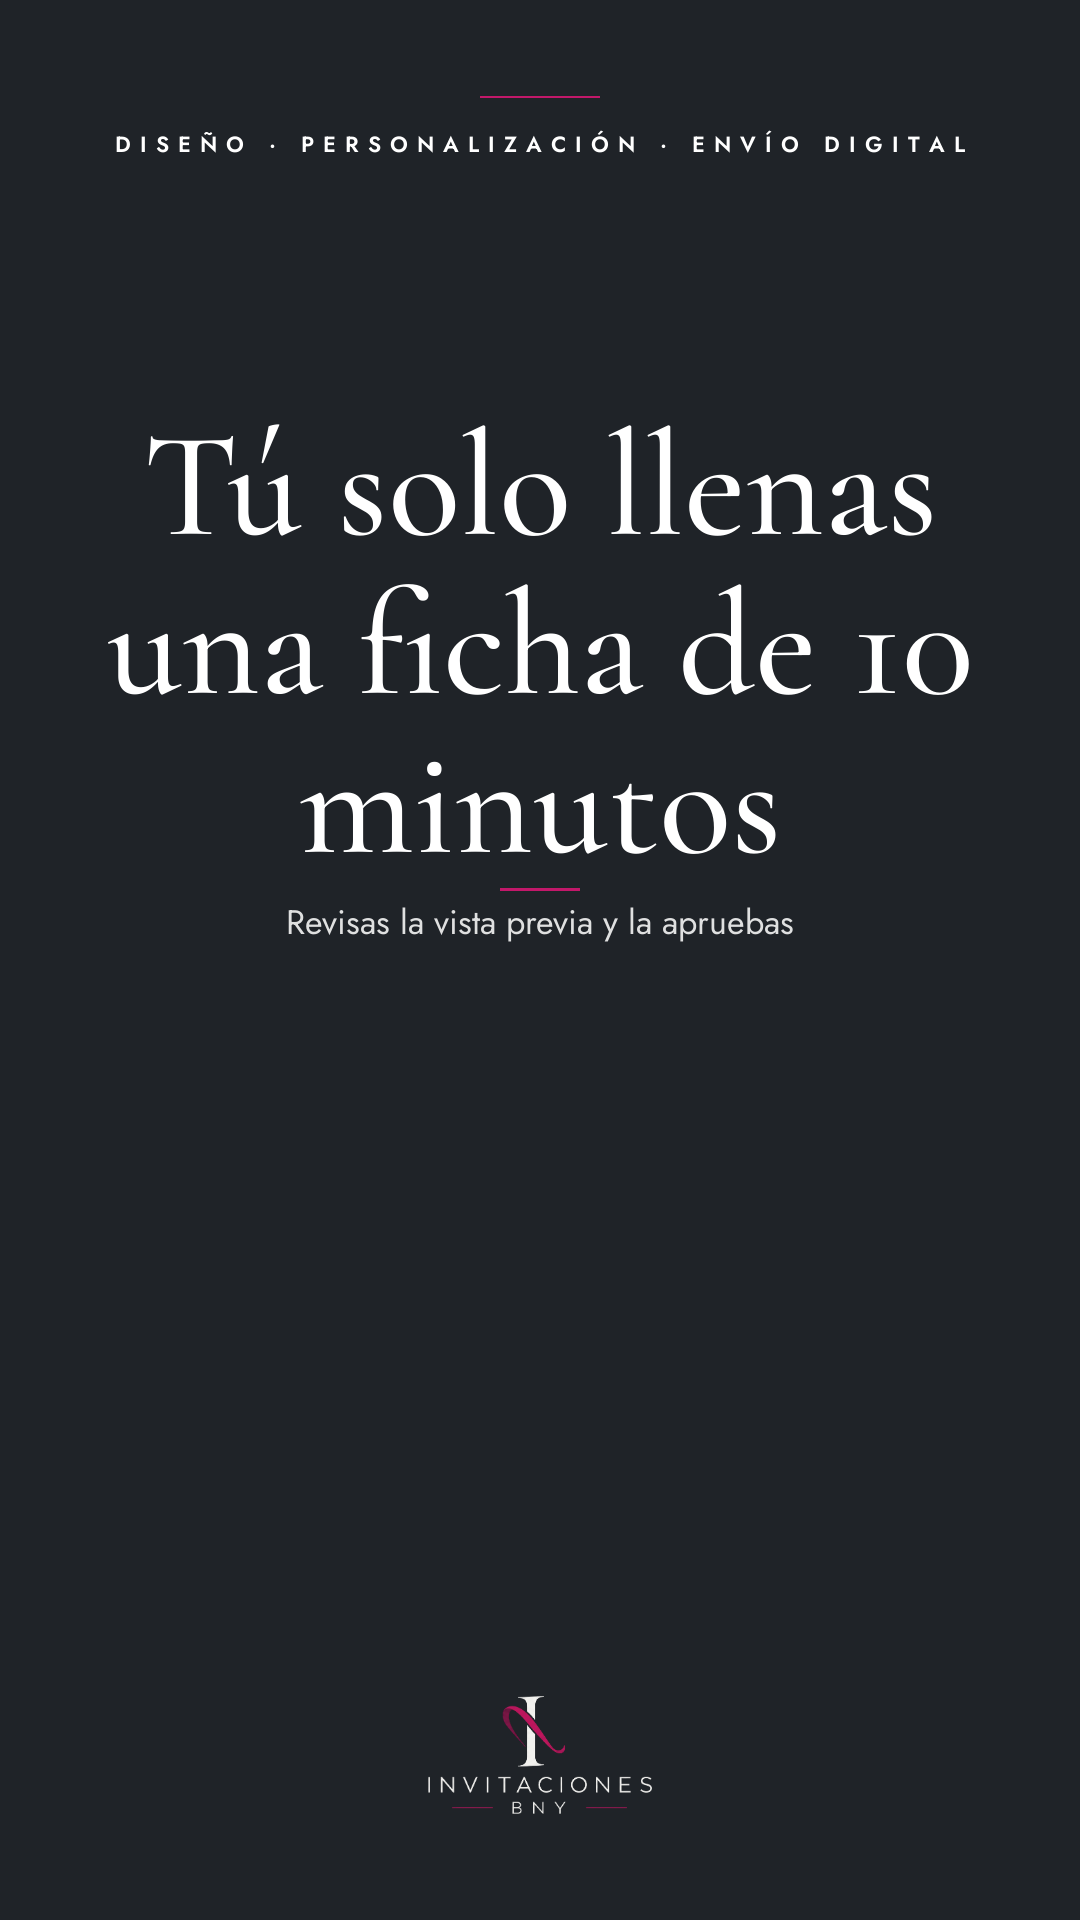 DISEÑO · PERSONALIZACIÓN · ENVÍO DIGITAL
Tú solo llenas
una ficha de 10
minutos
Revisas la vista previa y la apruebas
INVITACIONES
BNY